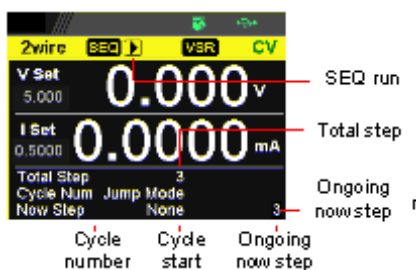 2wire SEQ VSR CV
V Set
5.000 0.000 V
I Set
0.5000 0.0000 mA
Total Step 3
Cycle Num Jump Mode
Now Step None 3
SEQ run
Total step
Ongoing
now step
Cycle
number
Cycle
start
Ongoing
now step